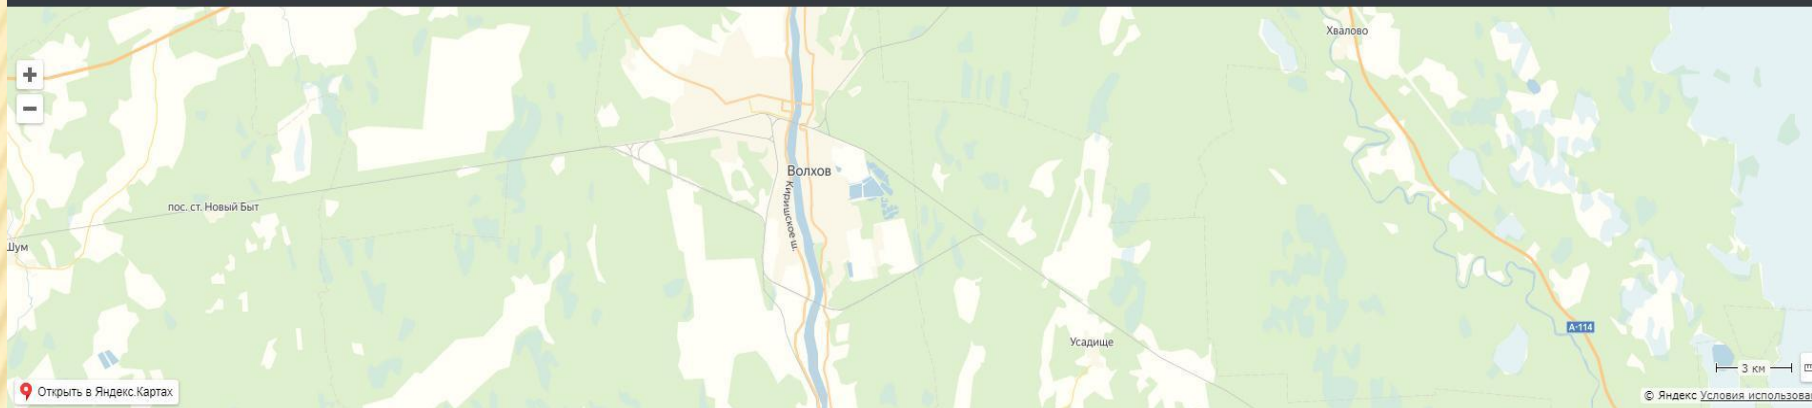 Хвалово
Волхов
Киришское ш.
пос. ст. Новый Быт
Шум
А-114
Усадище
3 км
Открыть в Яндекс.Картах
© Яндекс Условия использова